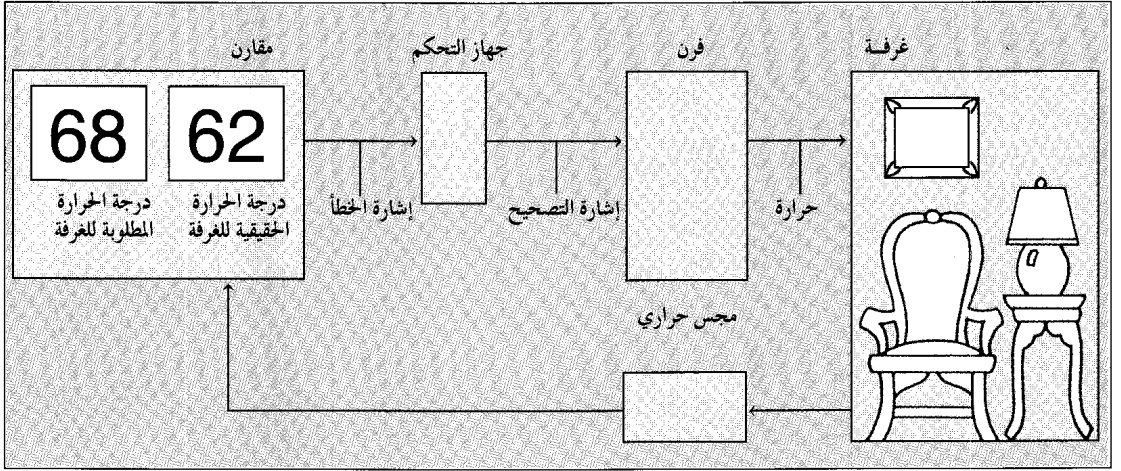 غرفـة
فرن
جهاز التحكم
مقارن
62
68
درجة الحرارة
الحقيقية للغرفة
درجة الحرارة
المطلوبة للغرفة
إشارة الخطأ
إشارة التصحيح
حرارة
مجس حراري